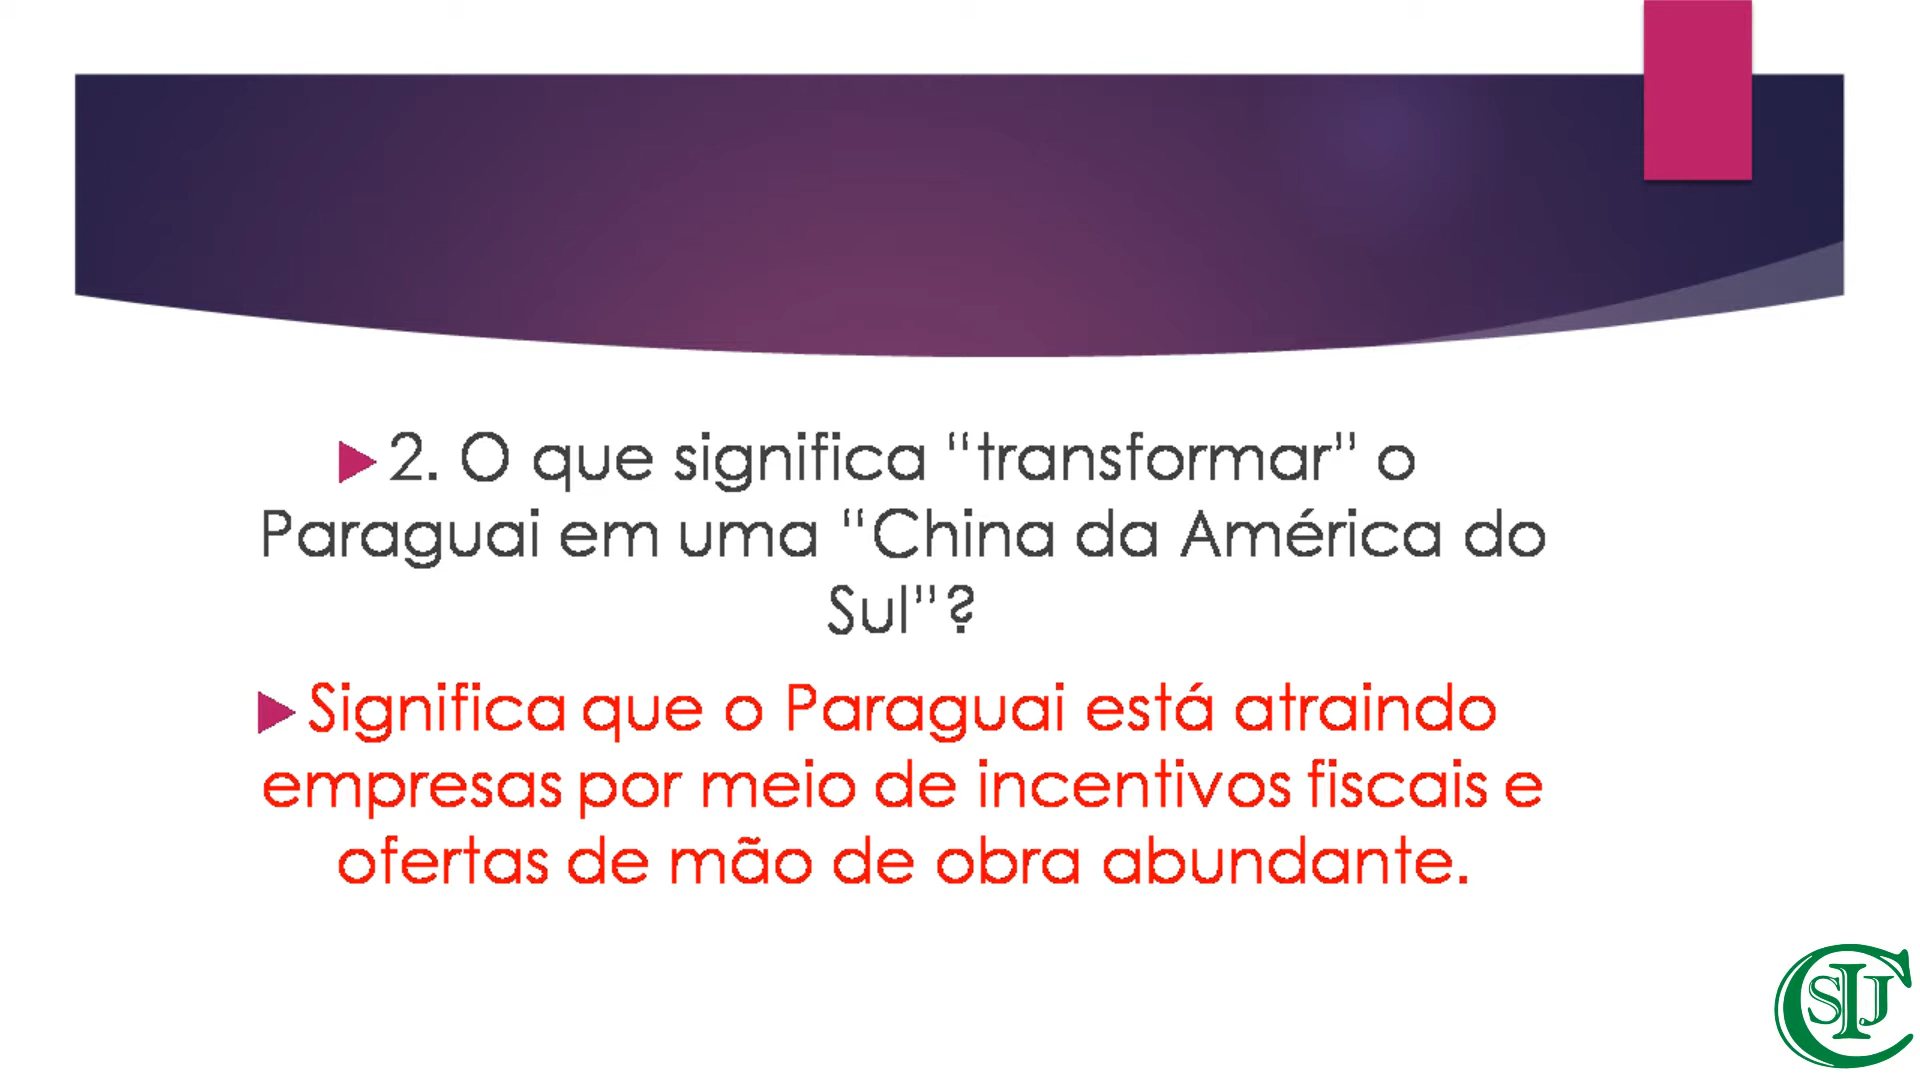 2. O que significa “transformar” o
Paraguai em uma “China da América do
Sul”?
Significa que o Paraguai está atraindo
empresas por meio de incentivos fiscais e
ofertas de mão de obra abundante.
CSIJ